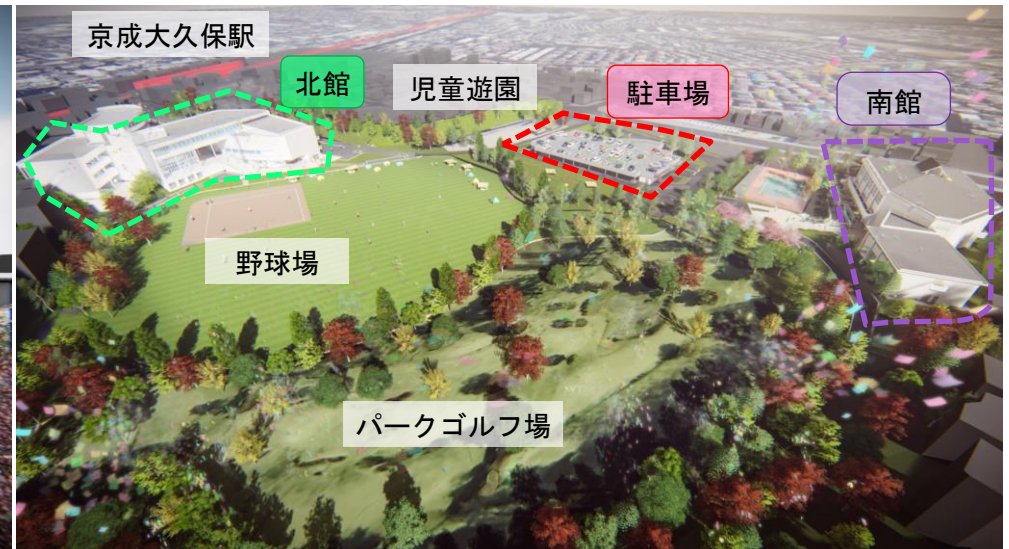 京成大久保駅
北館
児童遊園
駐車場
南館
野球場
パークゴルフ場